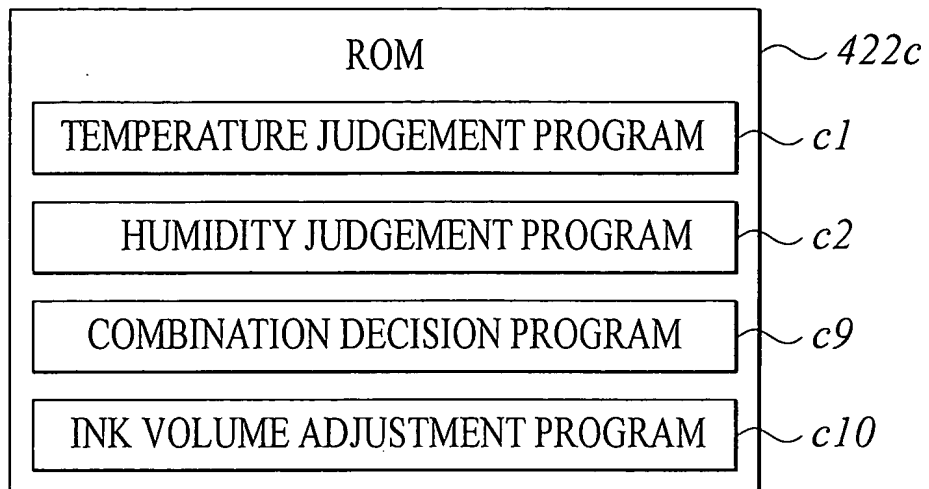 ROM
422c
TEMPERATURE JUDGEMENT PROGRAM
c1
HUMIDITY JUDGEMENT PROGRAM
c2
COMBINATION DECISION PROGRAM
c9
INK VOLUME ADJUSTMENT PROGRAM
c10